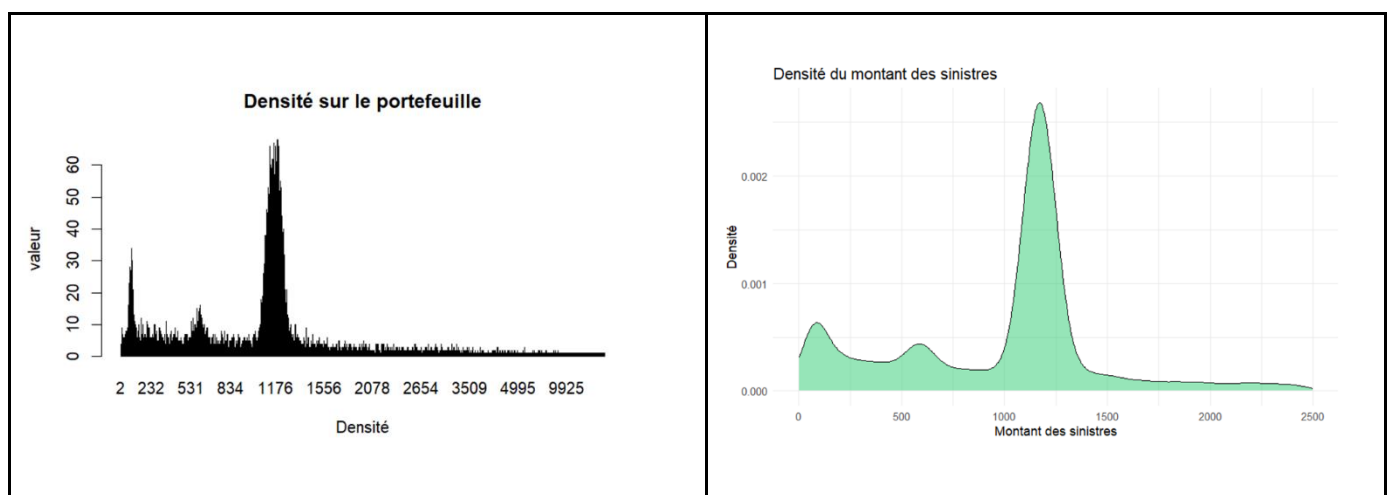 Densité sur le portefeuille
valeur
60
50
40
30
20
10
0
2 232 531 834 1176 1556 2078 2654 3509 4995 9925
Densité
Densité du montant des sinistres
Densité
0.002
0.001
0.000
0 500 1000 1500 2000 2500
Montant des sinistres